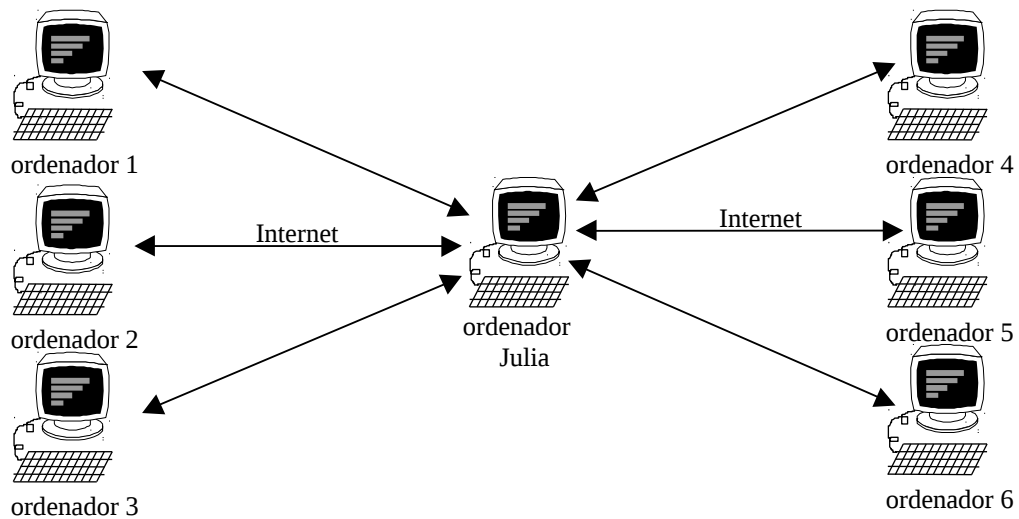 ordenador 1
ordenador 4
Internet
Internet
ordenador 2
ordenador
Julia
ordenador 5
ordenador 3
ordenador 6